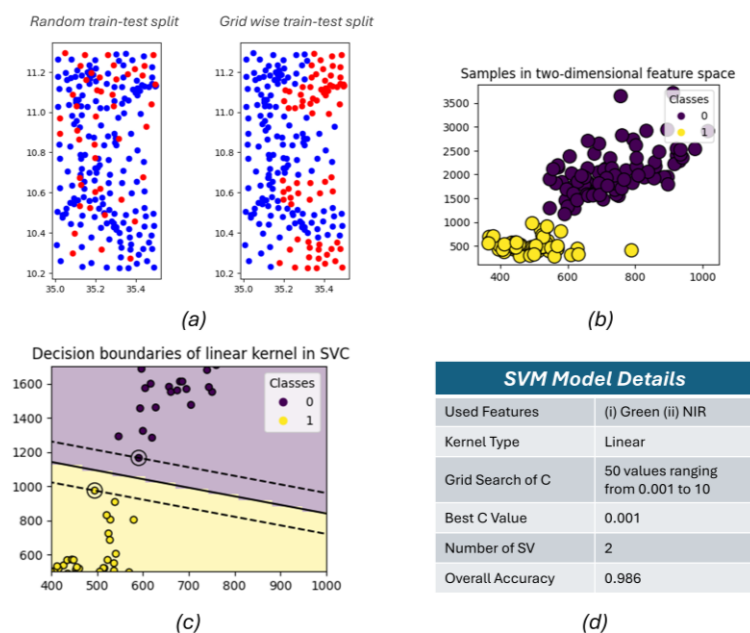 Random train-test split
Grid wise train-test split
11.2
11.0
10.8
10.6
10.4
10.2
35.0
35.2
35.4
11.2
11.0
10.8
10.6
10.4
10.2
35.0
35.2
35.4
(a)
Samples in two-dimensional feature space
Classes
0
1
3500
3000
2500
2000
1500
1000
500
400
600
800
1000
(b)
Decision boundaries of linear kernel in SVC
Classes
0
1
1600
1400
1200
1000
800
600
400
500
600
700
800
900
1000
(c)
SVM Model Details
Used Features (i) Green (ii) NIR
Kernel Type Linear
Grid Search of C 50 values ranging
from 0.001 to 10
Best C Value 0.001
Number of SV 2
Overall Accuracy 0.986
(d)